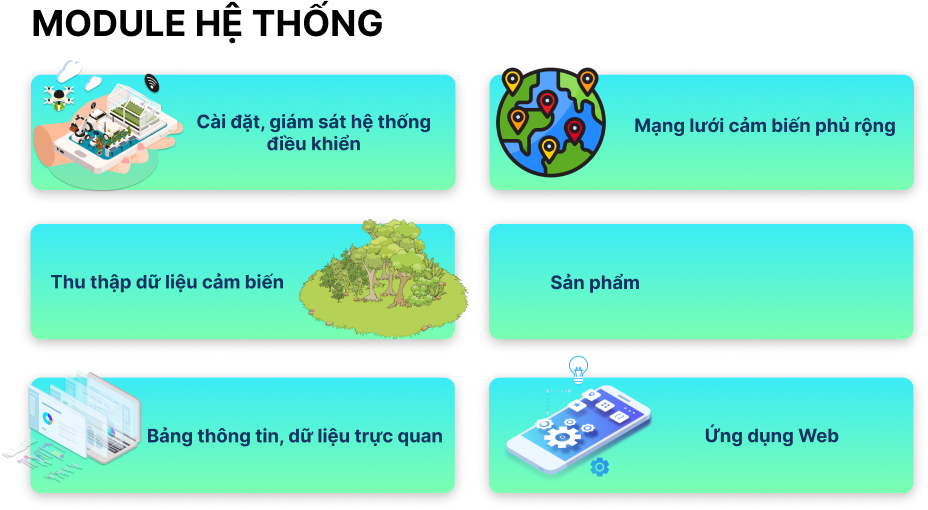 MODULE HỆ THỐNG
Cài đặt, giám sát hệ thống
điều khiển
Mạng lưới cảm biến phủ rộng
Thu thập dữ liệu cảm biến
Sản phẩm
Bảng thông tin, dữ liệu trực quan
Ứng dụng Web